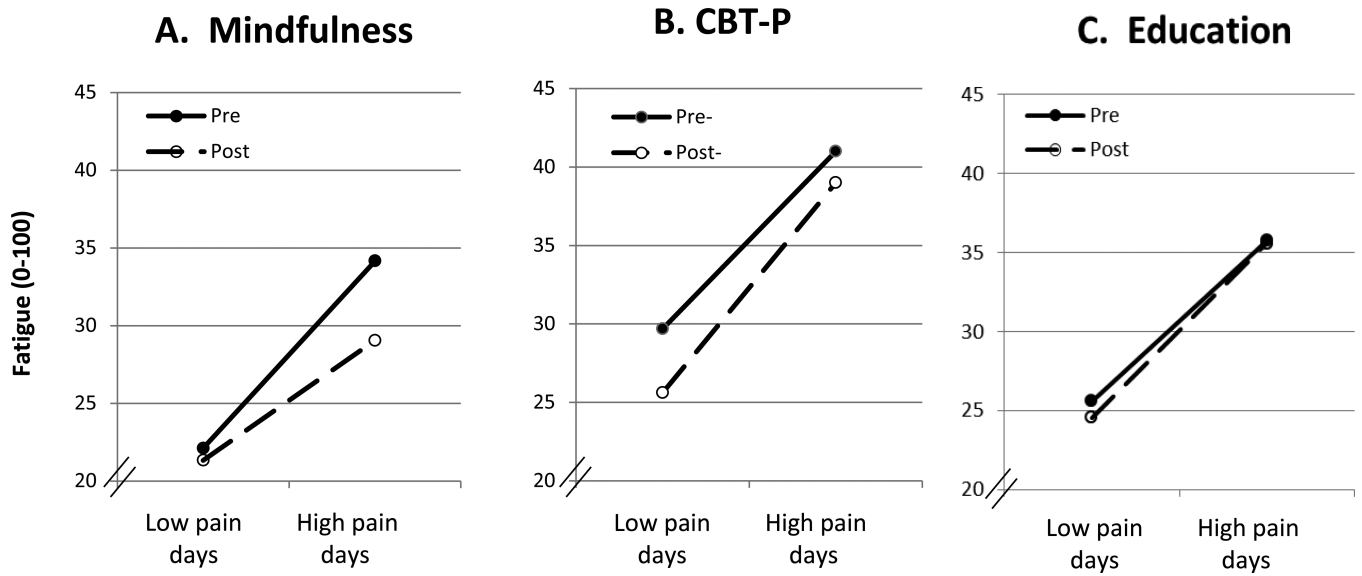 A. Mindfulness
B. CBT-P
C. Education
Fatigue (0-100)
45
40
35
30
25
20
Pre
Post
Low pain
days
High pain
days
45
40
35
30
25
20
Pre-
Post-
Low pain
days
High pain
days
45
40
35
30
25
20
Pre
Post
Low pain
days
High pain
days